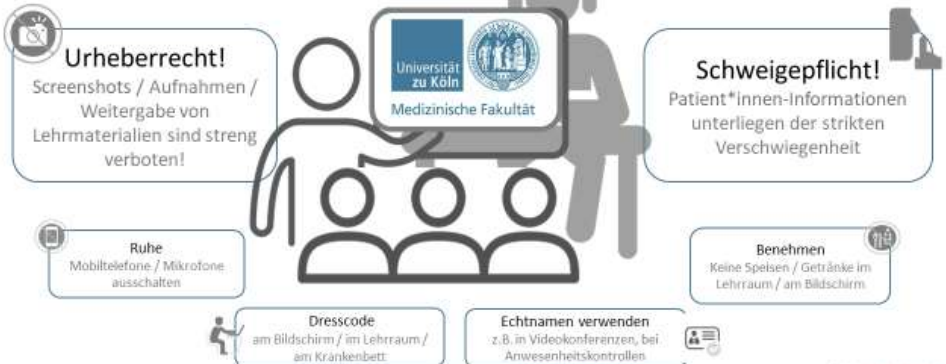 Urheberrecht!
Screenshots / Aufnahmen /
Weitergabe von
Lehrmaterialien sind streng
verboten!
Universität
zu Köln
Medizinische Fakultät
Schweigepflicht!
Patient*innen-Informationen
unterliegen der strikten
Verschwiegenheit
Ruhe
Mobiltelefone / Mikrofone
ausschalten
Benehmen
Keine Speisen / Getränke im
Lehrraum / am Bildschirm
Dresscode
am Bildschirm / im Lehrraum /
am Krankenbett
Echtnamen verwenden
z.B. in Videokonferenzen, bei
Anwesenheitskontrollen